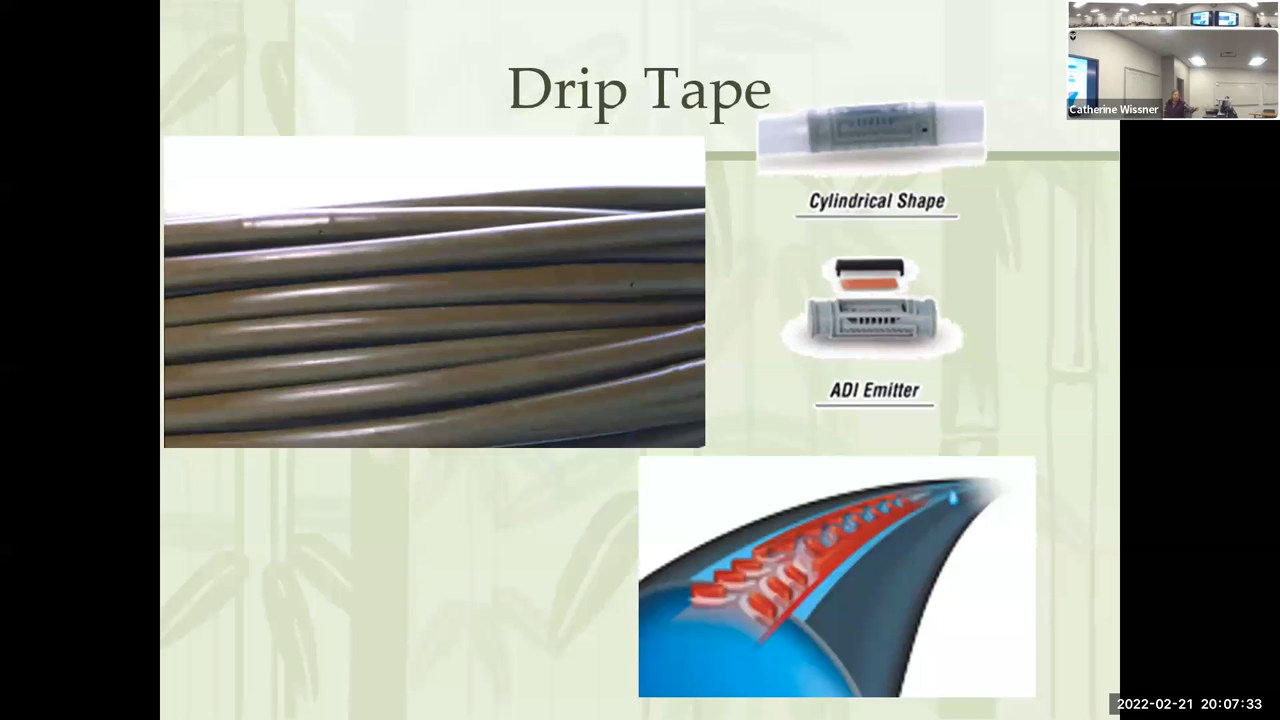 Drip Tape
Catherine Wissner
Cylindrical Shape
ADI Emitter
2022-02-21 20:07:33